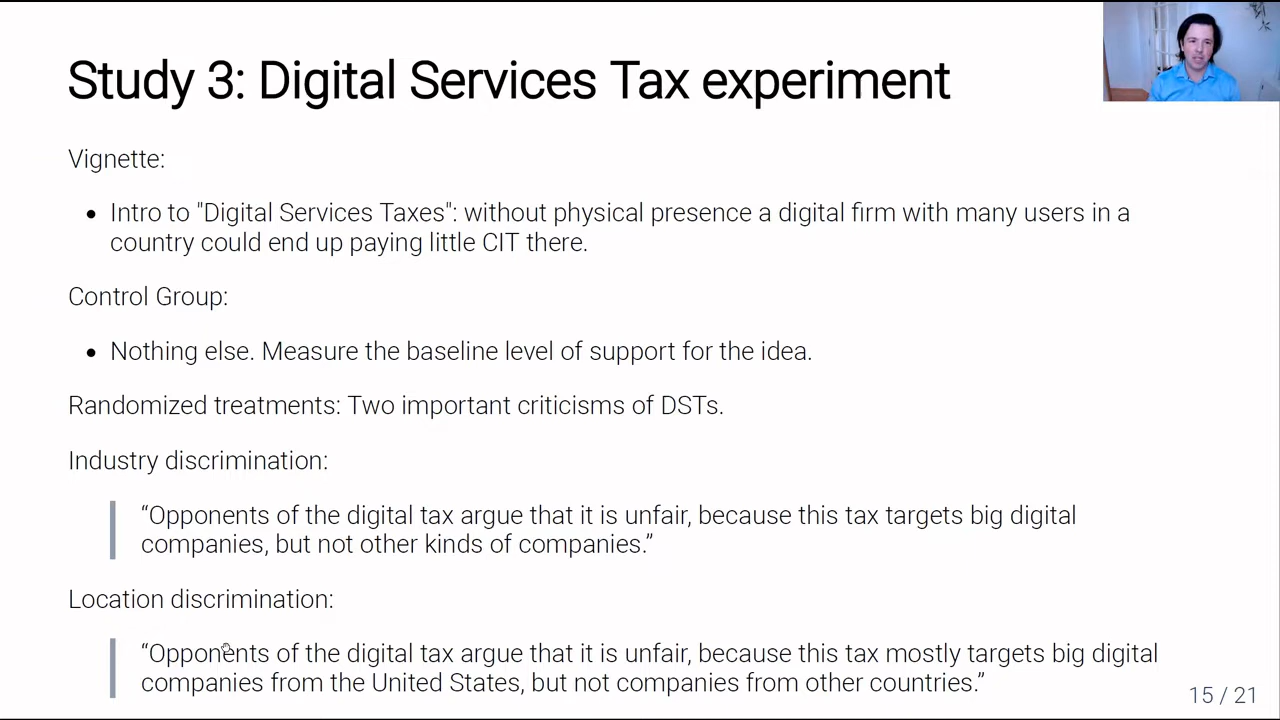 Study 3: Digital Services Tax experiment
Vignette:
• Intro to "Digital Services Taxes": without physical presence a digital firm with many users in a
country could end up paying little CIT there.
Control Group:
• Nothing else. Measure the baseline level of support for the idea.
Randomized treatments: Two important criticisms of DSTs.
Industry discrimination:
“Opponents of the digital tax argue that it is unfair, because this tax targets big digital
companies, but not other kinds of companies.”
Location discrimination:
“Opponents of the digital tax argue that it is unfair, because this tax mostly targets big digital
companies from the United States, but not companies from other countries.”
15 / 21